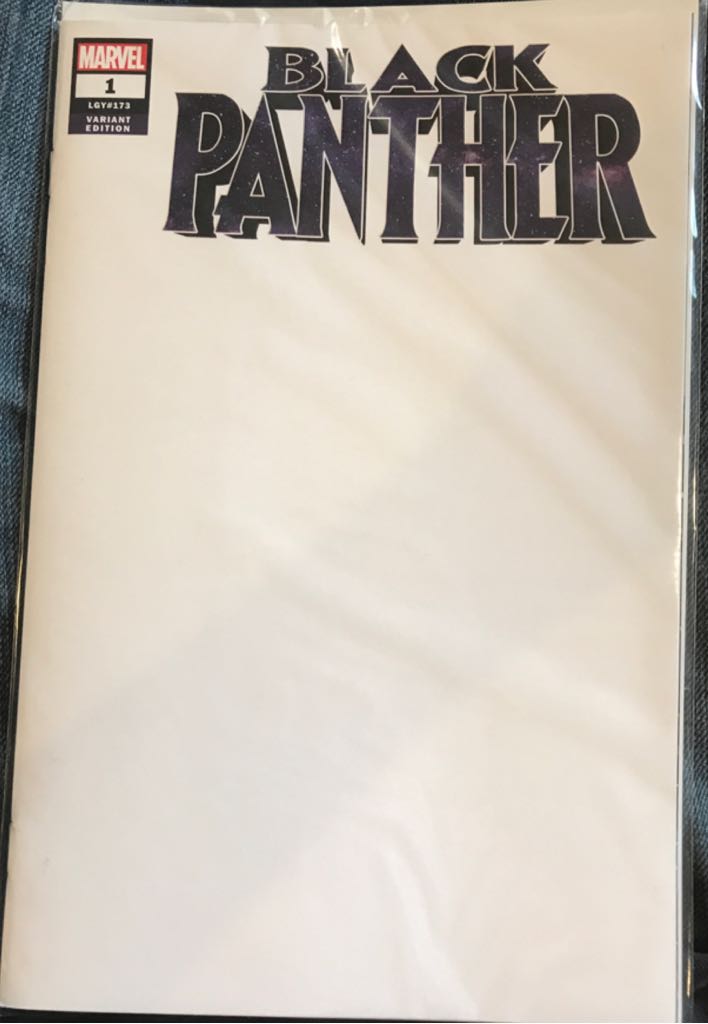 MARVEL
1
LGY#173
VARIANT
EDITION
BLACK
PANTHER